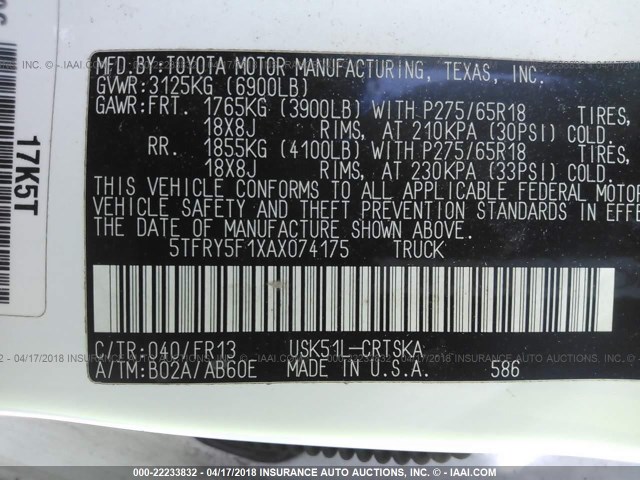 MFD.BY:TOYOTA MOTOR MANUFACTURING, TEXAS, INC.
GVWR:3125KG (6900LB)
GAWR:FRT. 1765KG (3900LB) WITH P275/65R18 TIRES,
18X8J RIMS, AT 210KPA (30PSI) COLD.
RR. 1855KG (4100LB) WITH P275/65R18 TIRES,
18X8J RIMS, AT 230KPA (33PSI) COLD.
THIS VEHICLE CONFORMS TO ALL APPLICABLE FEDERAL MOTOR
VEHICLE SAFETY AND THEFT PREVENTION STANDARDS IN EFFE
THE DATE OF MANUFACTURE SHOWN ABOVE.
5TFRY5F1XAX074175 TRUCK
C/TR:040/FR13 USK51L-CRTSKA
A/TM:B02A/AB60E MADE IN U.S.A. 586
17K5T
000-22233832 - 04/17/2018 INSURANCE AUTO AUCTIONS, INC. - ©IAAI.COM